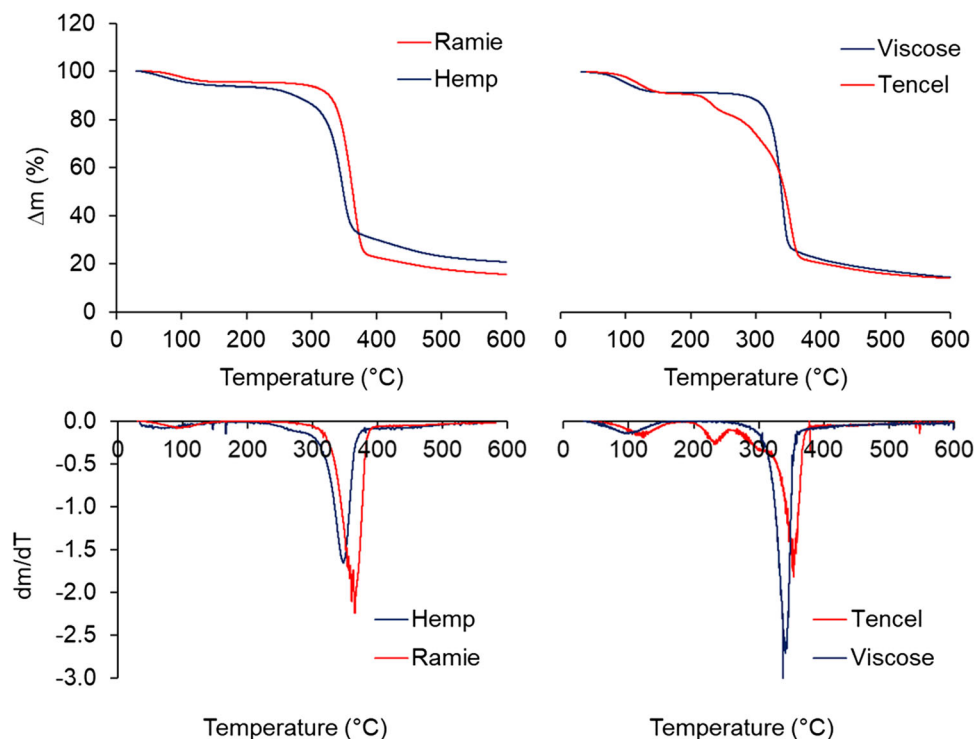 120
100
80
60
40
20
0
Δm (%)
Ramie
Hemp
0 100 200 300 400 500 600
Temperature (°C)
Viscose
Tencel
0 100 200 300 400 500 600
Temperature (°C)
0.0
-0.5
-1.0
-1.5
-2.0
-2.5
-3.0
dm/dT
0 100 200 300 400 500 600
Hemp
Ramie
Temperature (°C)
0 100 200 300 400 500 600
Tencel
Viscose
Temperature (°C)